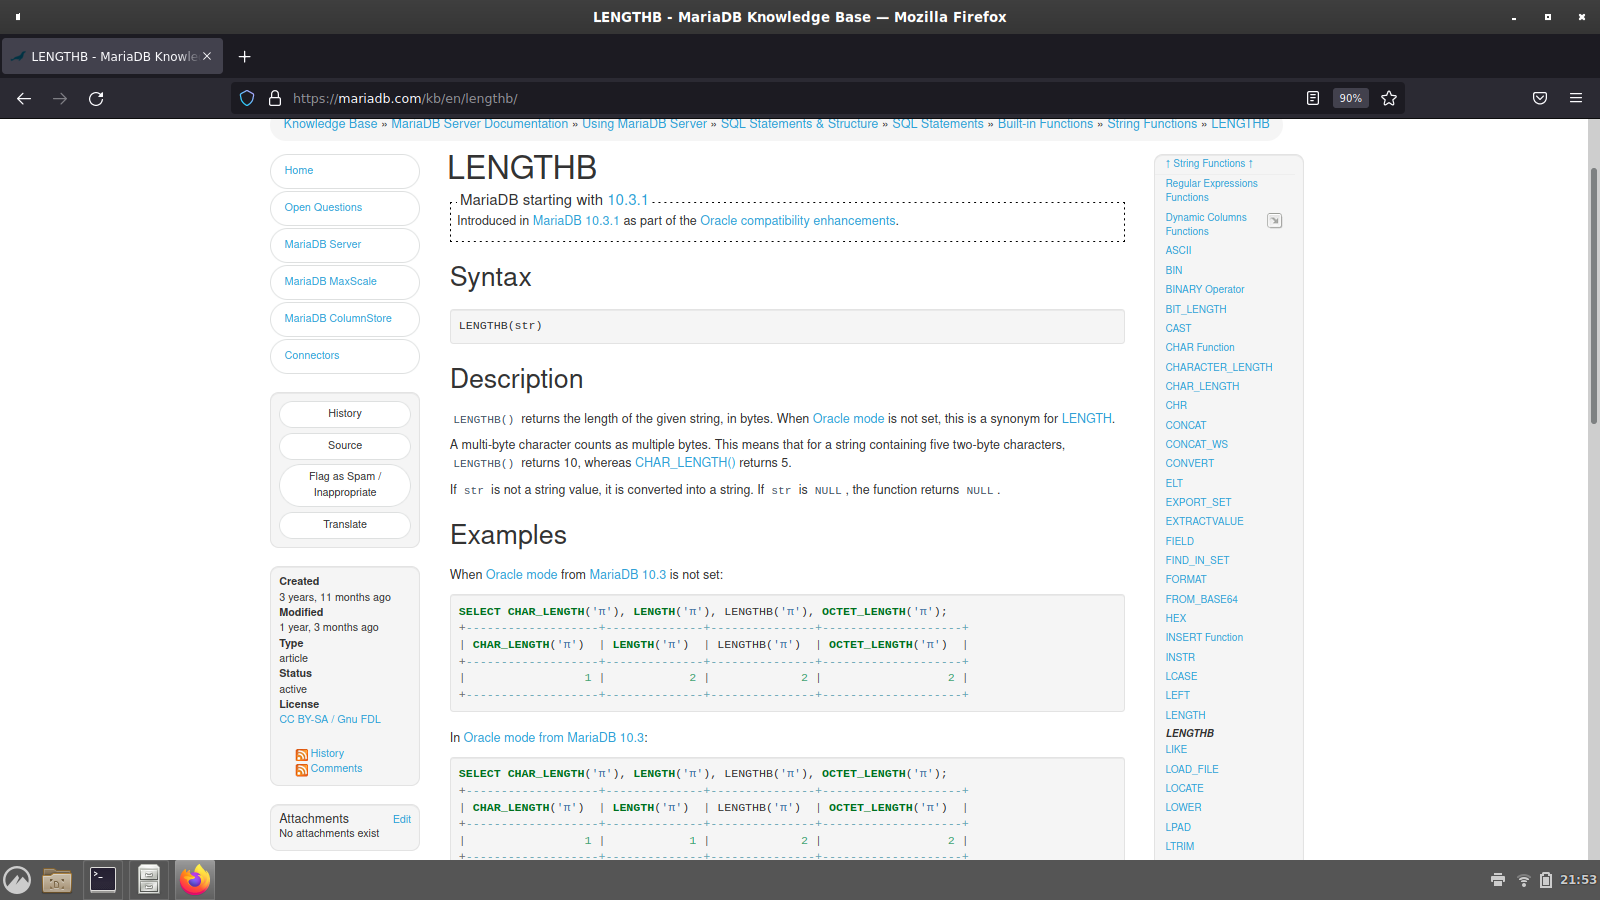 LENGTHB - MariaDB Knowledge Base — Mozilla Firefox
LENGTHB - MariaDB Knowle
https://mariadb.com/kb/en/lengthb/
90%
Knowledge Base » MariaDB Server Documentation » Using MariaDB Server » SQL Statements & Structure » SQL Statements » Built-in Functions » String Functions » LENGTHB
Home
Open Questions
MariaDB Server
MariaDB MaxScale
MariaDB ColumnStore
Connectors
History
Source
Flag as Spam /
Inappropriate
Translate
Created
3 years, 11 months ago
Modified
1 year, 3 months ago
Type
article
Status
active
License
CC BY-SA / Gnu FDL
History
Comments
Attachments Edit
No attachments exist
LENGTHB
MariaDB starting with 10.3.1
Introduced in MariaDB 10.3.1 as part of the Oracle compatibility enhancements.
Syntax
LENGTHB(str)
Description
LENGTHB() returns the length of the given string, in bytes. When Oracle mode is not set, this is a synonym for LENGTH.
A multi-byte character counts as multiple bytes. This means that for a string containing five two-byte characters,
LENGTHB() returns 10, whereas CHAR_LENGTH() returns 5.
If str is not a string value, it is converted into a string. If str is NULL , the function returns NULL .
Examples
When Oracle mode from MariaDB 10.3 is not set:
SELECT CHAR_LENGTH('π'), LENGTH('π'), LENGTHB('π'), OCTET_LENGTH('π');
+-------------------+--------------+---------------+--------------------+
| CHAR_LENGTH('π')  | LENGTH('π')  | LENGTHB('π')  | OCTET_LENGTH('π')  |
+-------------------+--------------+---------------+--------------------+
|                 1 |            2 |             2 |                  2 |
+-------------------+--------------+---------------+--------------------+
In Oracle mode from MariaDB 10.3:
SELECT CHAR_LENGTH('π'), LENGTH('π'), LENGTHB('π'), OCTET_LENGTH('π');
+-------------------+--------------+---------------+--------------------+
| CHAR_LENGTH('π')  | LENGTH('π')  | LENGTHB('π')  | OCTET_LENGTH('π')  |
+-------------------+--------------+---------------+--------------------+
|                 1 |            1 |             2 |                  2 |
+-------------------+--------------+---------------+--------------------+
↑ String Functions ↑
Regular Expressions
Functions
Dynamic Columns
Functions
ASCII
BIN
BINARY Operator
BIT_LENGTH
CAST
CHAR Function
CHARACTER_LENGTH
CHAR_LENGTH
CHR
CONCAT
CONCAT_WS
CONVERT
ELT
EXPORT_SET
EXTRACTVALUE
FIELD
FIND_IN_SET
FORMAT
FROM_BASE64
HEX
INSERT Function
INSTR
LCASE
LEFT
LENGTH
LENGTHB
LIKE
LOAD_FILE
LOCATE
LOWER
LPAD
LTRIM
21:53